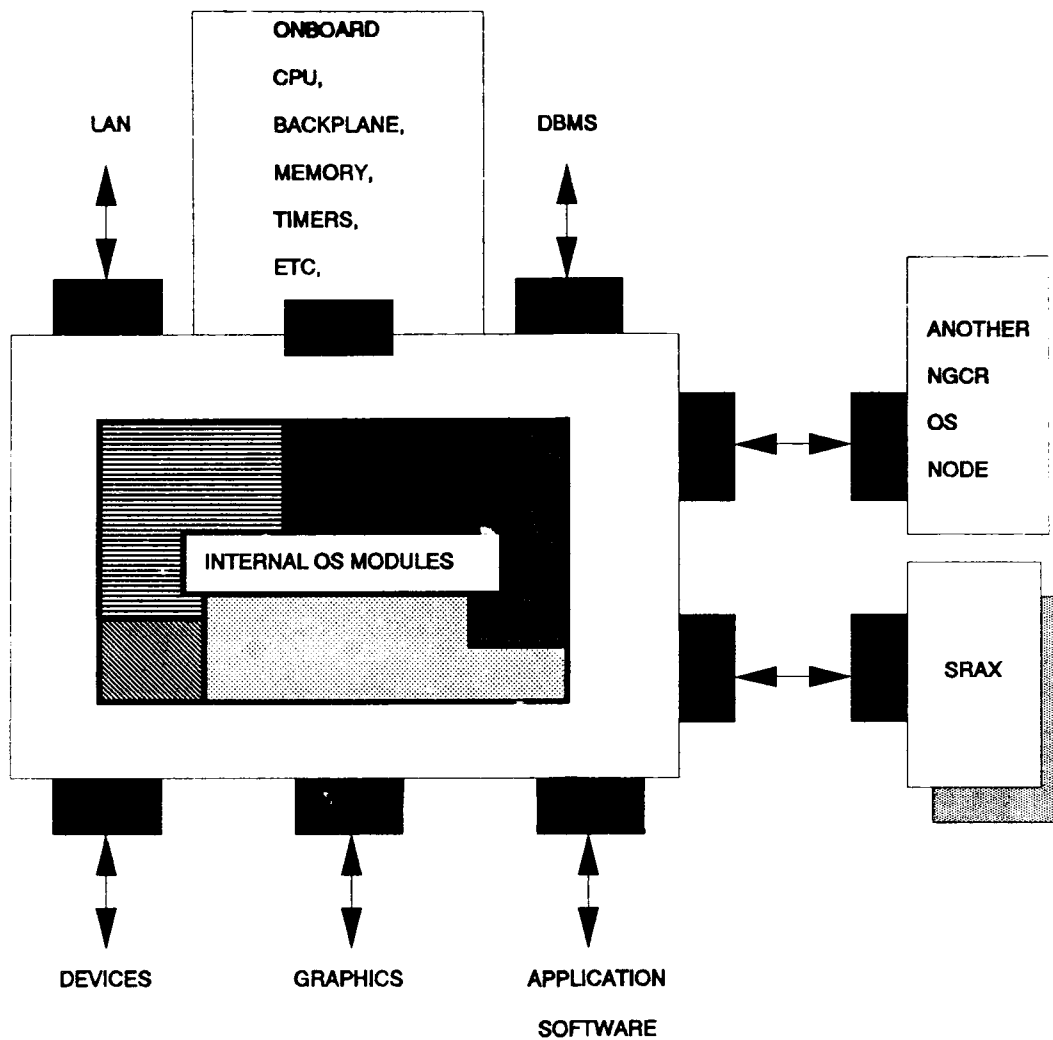 ONBOARD
CPU,
BACKPLANE,
MEMORY,
TIMERS,
ETC,
LAN
DBMS
ANOTHER
NGCR
OS
NODE
INTERNAL OS MODULES
SRAX
DEVICES
GRAPHICS
APPLICATION
SOFTWARE